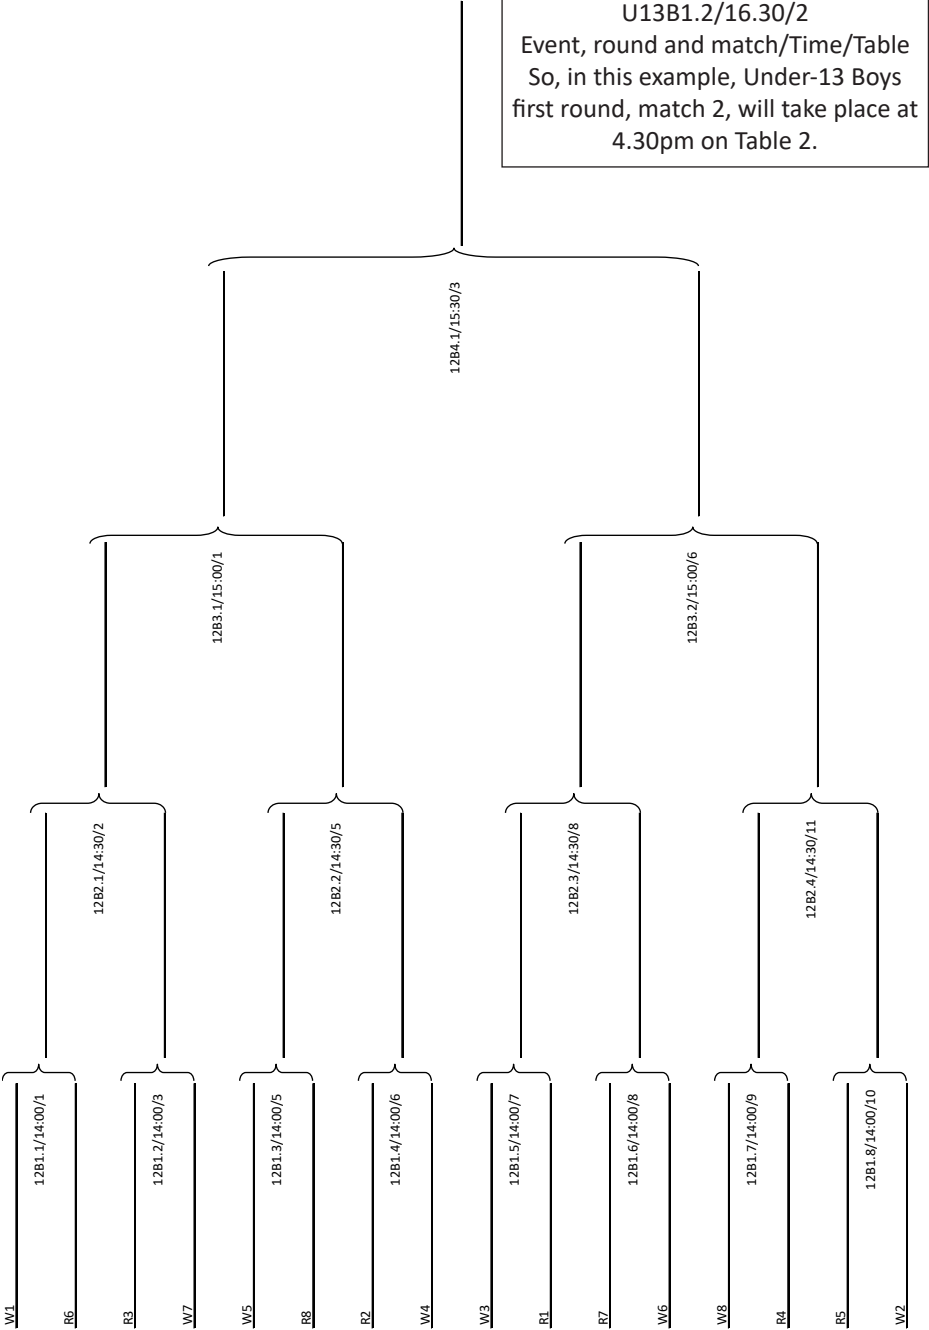 U13B1.2/16.30/2
Event, round and match/Time/Table
So, in this example, Under-13 Boys
first round, match 2, will take place at
4.30pm on Table 2.
12B4.1/15:30/3
12B3.1/15:00/1
12B3.2/15:00/6
12B2.1/14:30/2
12B2.2/14:30/5
12B2.3/14:30/8
12B2.4/14:30/11
12B1.1/14:00/1
12B1.2/14:00/3
12B1.3/14:00/5
12B1.4/14:00/6
12B1.5/14:00/7
12B1.6/14:00/8
12B1.7/14:00/9
12B1.8/14:00/10
W1
R6
R3
W7
W5
R8
R2
W4
W3
R1
R7
W6
W8
R4
R5
W2